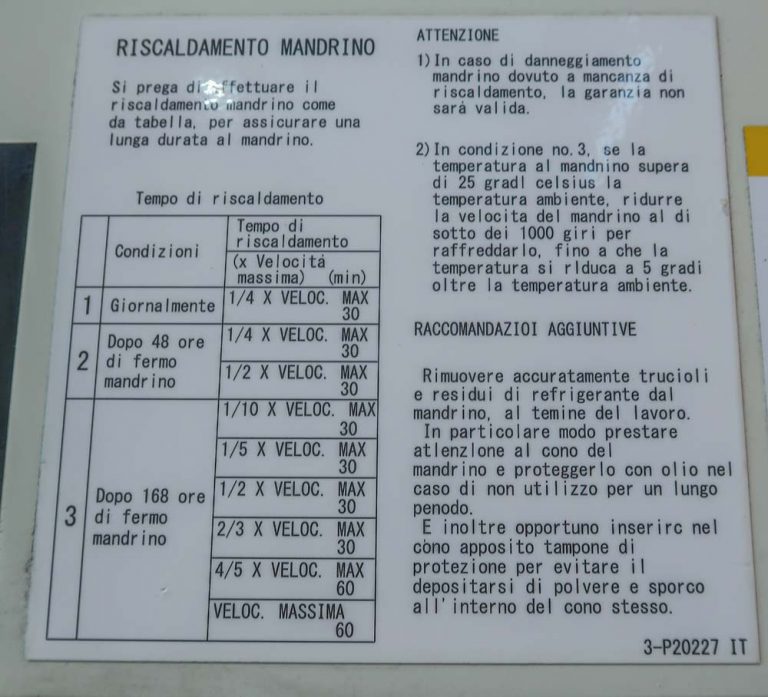 RISCALDAMENTO MANDRINO
Si prega di effettuare il
riscaldamento mandrino come
da tabella, per assicurare una
lunga durata al mandrino.
Tempo di riscaldamento
Condizioni
Tempo di
riscaldamento
(x Velocitá
massima) (min)
1 Giornalmente 1/4 X VELOC. MAX
30
2 Dopo 48 ore
di fermo
mandrino
1/4 X VELOC. MAX
30
1/2 X VELOC. MAX
30
3 Dopo 168 ore
di fermo
mandrino
1/10 X VELOC. MAX
30
1/5 X VELOC. MAX
30
1/2 X VELOC. MAX
30
2/3 X VELOC. MAX
30
4/5 X VELOC. MAX
60
VELOC. MASSIMA
60
ATTENZIONE
1) In caso di danneggiamento
mandrino dovuto a mancanza di
riscaldamento, la garanzia non
sará valida.
2) In condizione no. 3, se la
temperatura al mandnino supera
di 25 gradl celsius la
temperatura ambiente, ridurre
la velocita del mandrino al di
sotto dei 1000 giri per
raffreddarlo, fino a che la
temperatura si rlduca a 5 gradi
oltre la temperatura ambiente.
RACCOMANDAZIOI AGGIUNTIVE
Rimuovere accuratamente trucioli
e residui di refrigerante dal
mandrino, al temine del lavoro.
In particolare modo prestare
atlenzlone al cono del
mandrino e proteggerlo con olio nel
caso di non utilizzo per un lungo
penodo.
E inoltre opportuno inserirc nel
cono apposito tampone di
protezione per evitare il
depositarsi di polvere e sporco
all'interno del cono stesso.
3-P20227 IT